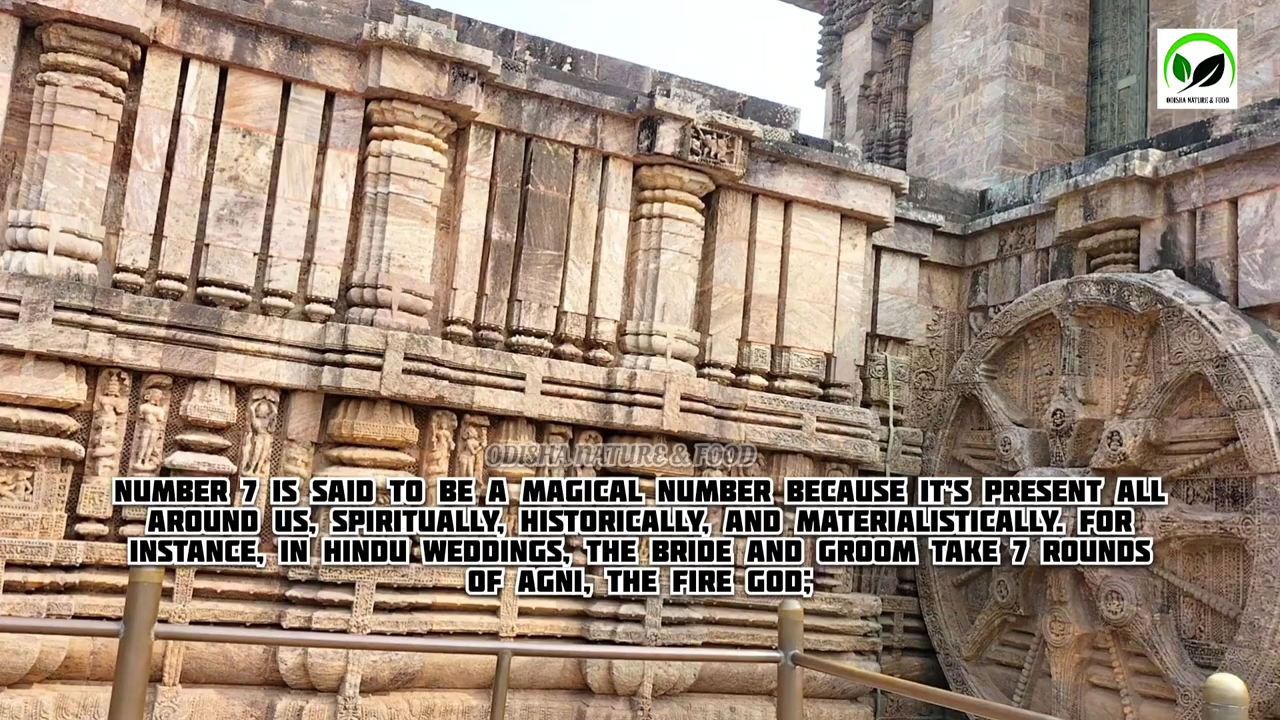 ODISHA NATURE & FOOD
ODISHA NATURE & FOOD
NUMBER 7 IS SAID TO BE A MAGICAL NUMBER BECAUSE IT'S PRESENT ALL
AROUND US, SPIRITUALLY, HISTORICALLY, AND MATERIALISTICALLY. FOR
INSTANCE, IN HINDU WEDDINGS, THE BRIDE AND GROOM TAKE 7 ROUNDS
OF AGNI, THE FIRE GOD;